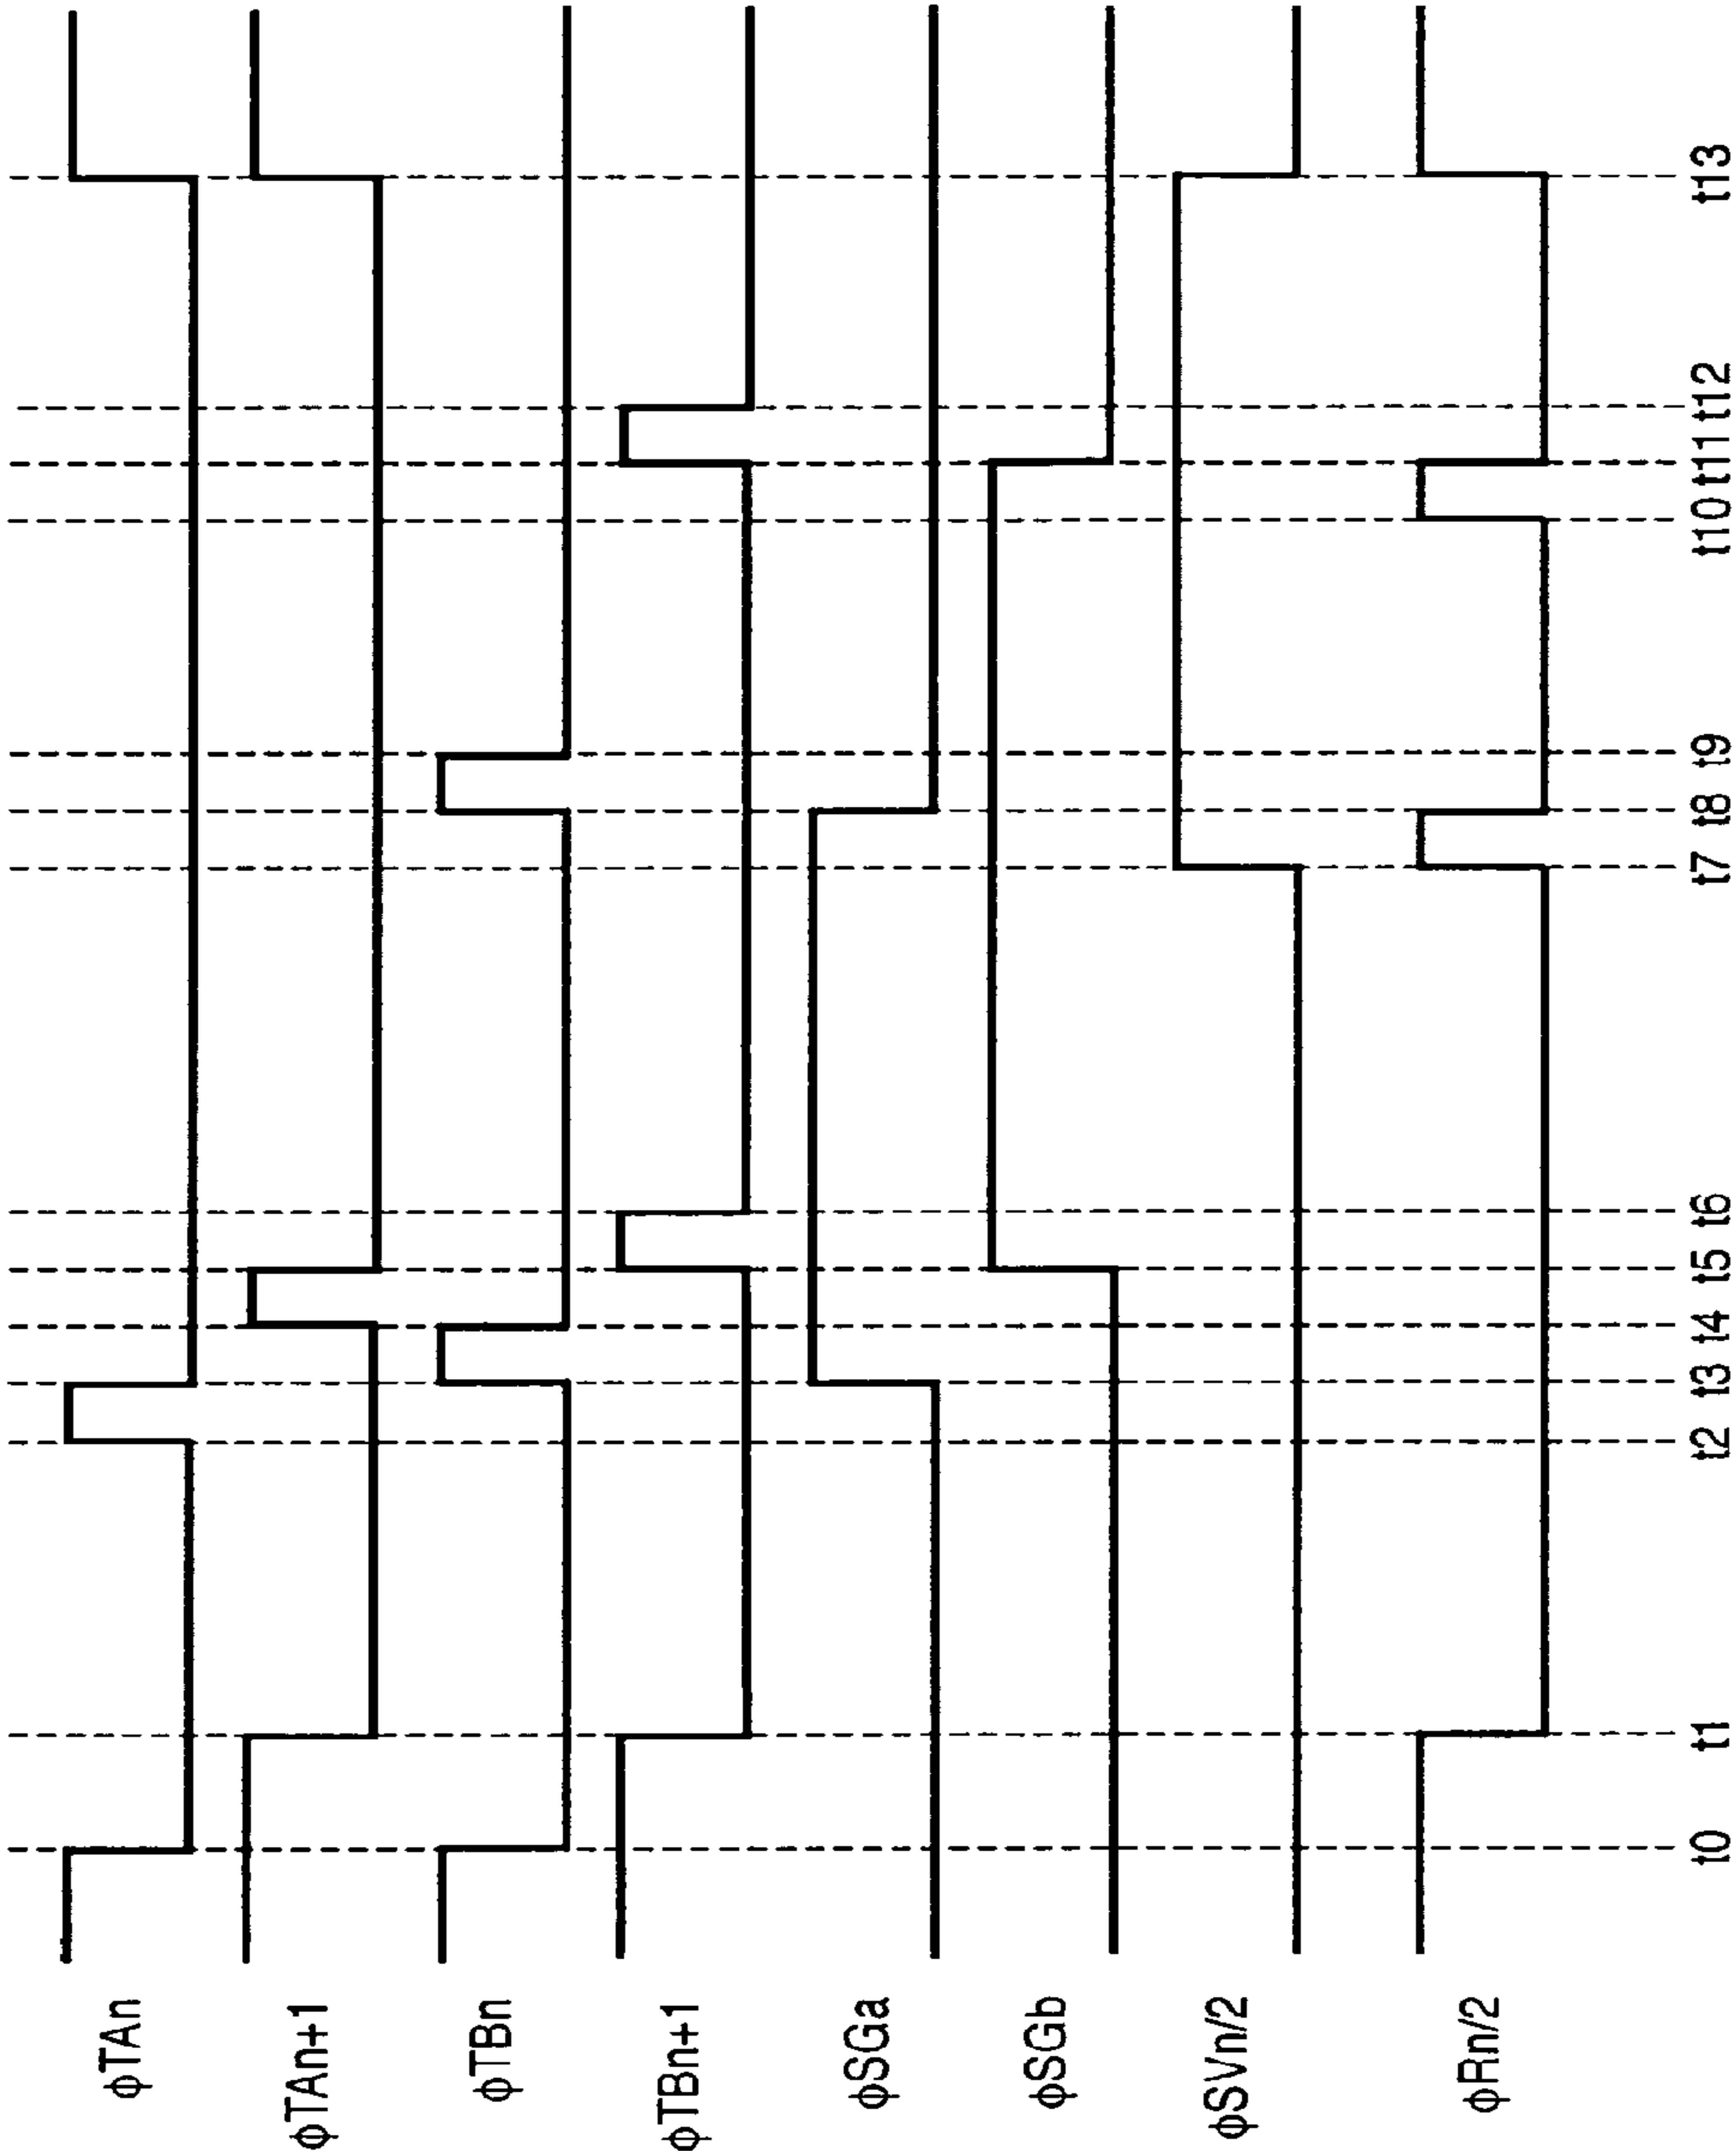 φTAn
φTAn+1
φTBn
φTBn+1
φSGa
φSGb
φSVn/2
φRn/2
t0 t1 t2 t3 t4 t5 t6 t7 t8 t9 t10 t11 t12 t13